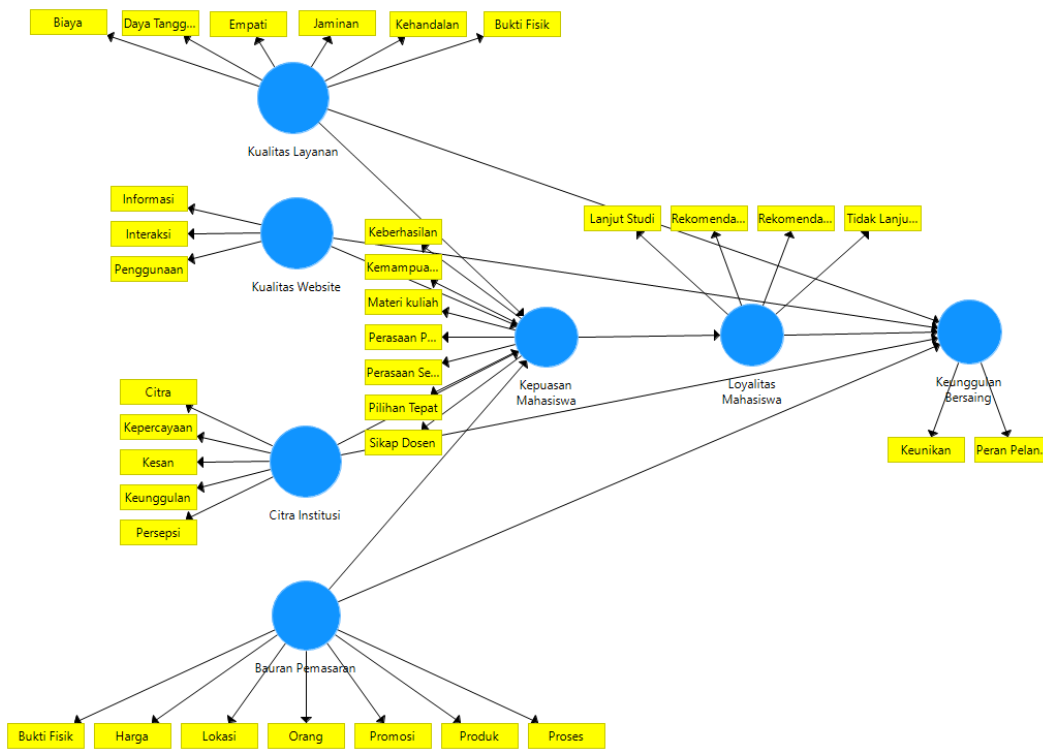 Biaya
Daya Tangg...
Empati
Jaminan
Kehandalan
Bukti Fisik
Kualitas Layanan
Informasi
Interaksi
Penggunaan
Kualitas Website
Keberhasilan
Kemampua...
Materi kuliah
Perasaan P...
Perasaan Se...
Pilihan Tepat
Sikap Dosen
Kepuasan
Mahasiswa
Lanjut Studi
Rekomenda...
Rekomenda...
Tidak Lanju...
Loyalitas
Mahasiswa
Keunggulan
Bersaing
Keunikan
Peran Pelan...
Citra
Kepercayaan
Kesan
Keunggulan
Persepsi
Citra Institusi
Bauran Pemasaran
Bukti Fisik
Harga
Lokasi
Orang
Promosi
Produk
Proses